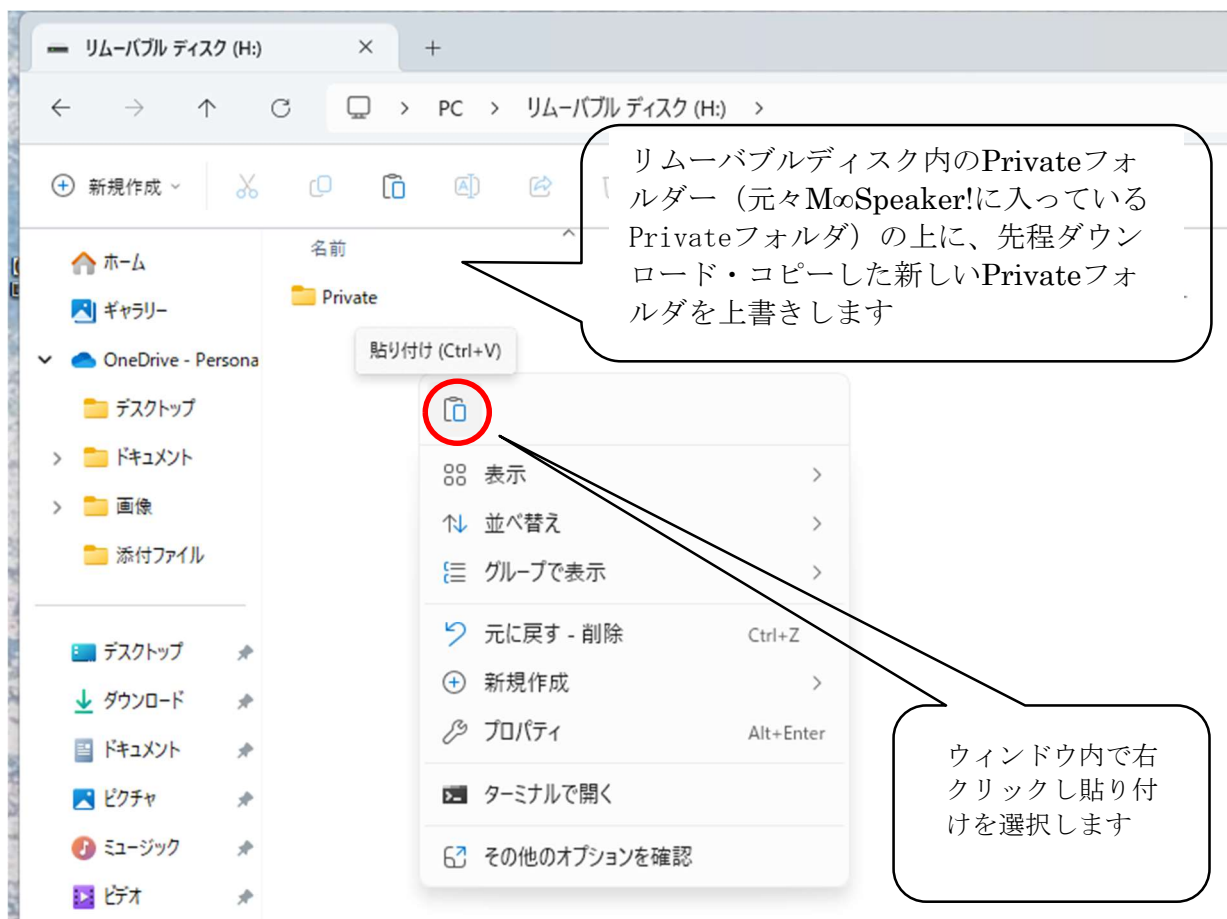 リムーバブル ディスク (H:)
PC > リムーバブル ディスク (H:) >
新規作成
リムーバブルディスク内のPrivateフォ
ルダー（元々M∞Speaker!に入っている
Privateフォルダ）の上に、先程ダウン
ロード・コピーした新しいPrivateフォ
ルダを上書きします
ホーム
ギャラリー
OneDrive - Persona
デスクトップ
ドキュメント
画像
添付ファイル
デスクトップ
ダウンロード
ドキュメント
ピクチャ
ミュージック
ビデオ
名前
Private
貼り付け (Ctrl+V)
表示
並べ替え
グループで表示
元に戻す - 削除 Ctrl+Z
新規作成
プロパティ Alt+Enter
ターミナルで開く
その他のオプションを確認
ウィンドウ内で右
クリックし貼り付
けを選択します